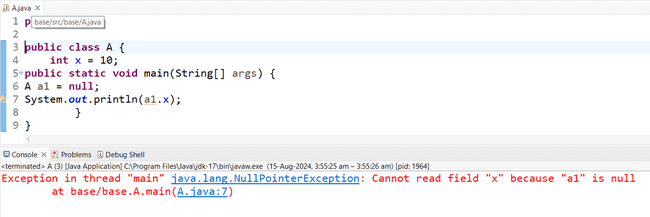 A.java
base/src/base/A.java
1 p
3 public class A {
4 int x = 10;
5 public static void main(String[] args) {
6 A a1 = null;
7 System.out.println(a1.x);
8 }
9 }
Console Problems Debug Shell
<terminated> A (3) [Java Application] C:\Program Files\Java\jdk-17\bin\javaw.exe (15-Aug-2024, 3:55:25 am – 3:55:26 am) [pid: 1964]
Exception in thread "main" java.lang.NullPointerException: Cannot read field "x" because "a1" is null
at base/base.A.main(A.java:7)